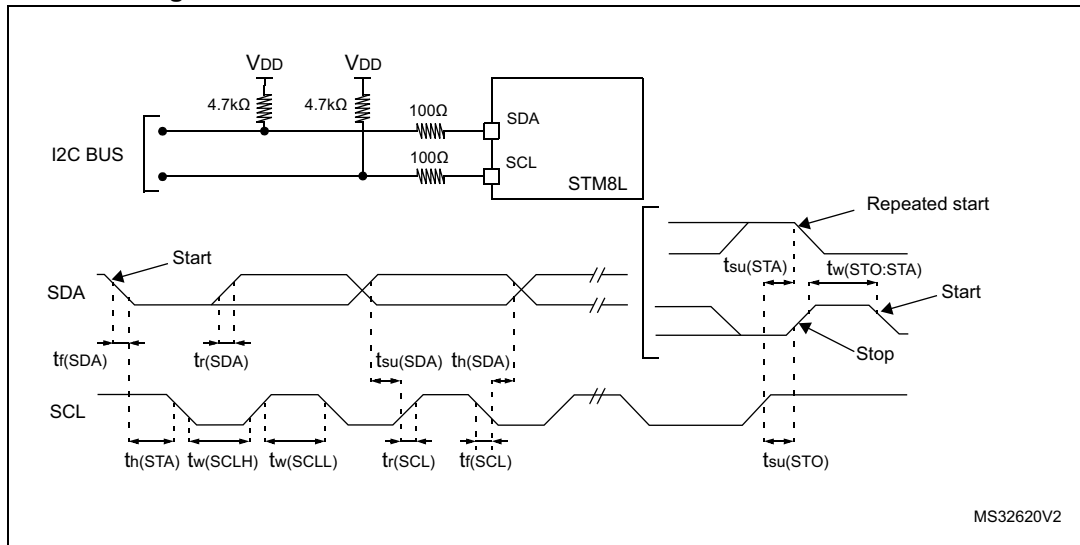 VDD VDD
4.7kΩ 4.7kΩ 100Ω
SDA
I2C BUS
100Ω
SCL
STM8L
Repeated start
Start
tsu(STA) tw(STO:STA)
SDA
Start
Stop
tf(SDA) tr(SDA) tsu(SDA) th(SDA)
SCL
th(STA) tw(SCLH) tw(SCLL) tr(SCL) tf(SCL) tsu(STO)
MS32620V2